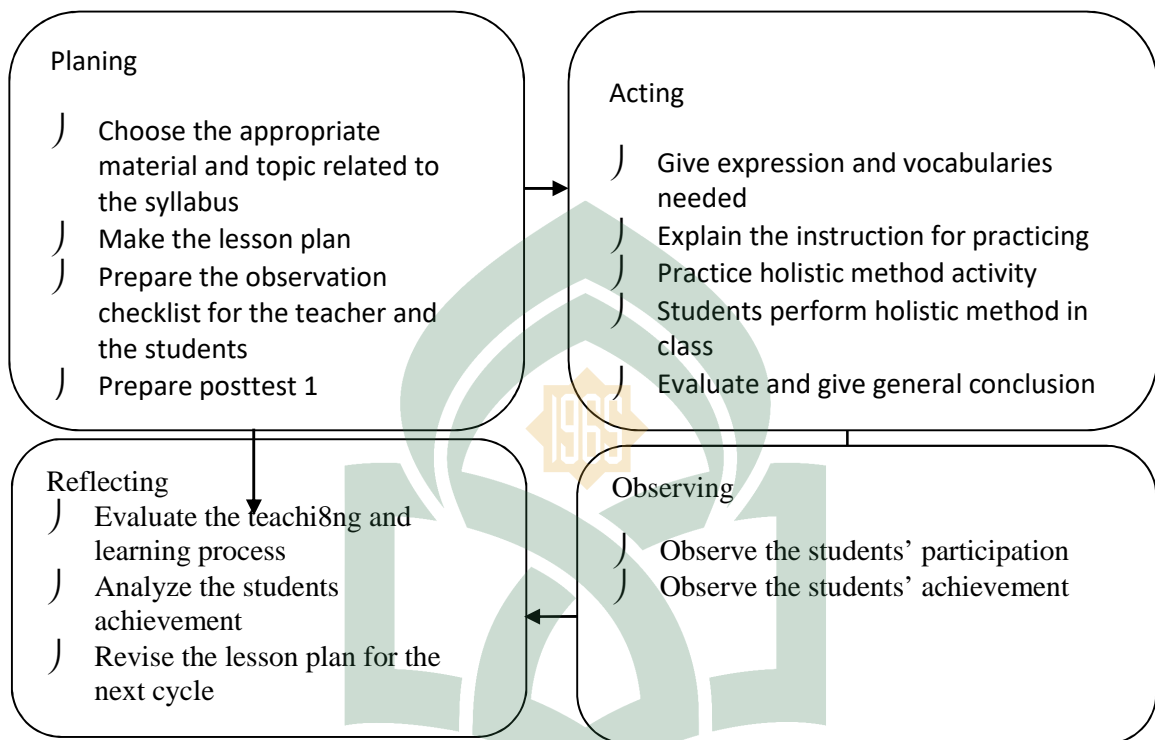 Planing
Choose the appropriate
material and topic related to
the syllabus
Make the lesson plan
Prepare the observation
checklist for the teacher and
the students
Prepare posttest 1
Acting
Give expression and vocabularies
needed
Explain the instruction for practicing
Practice holistic method activity
Students perform holistic method in
class
Evaluate and give general conclusion
1965
Reflecting
Evaluate the teachi8ng and
learning process
Analyze the students
achievement
Revise the lesson plan for the
next cycle
Observing
Observe the students’ participation
Observe the students’ achievement